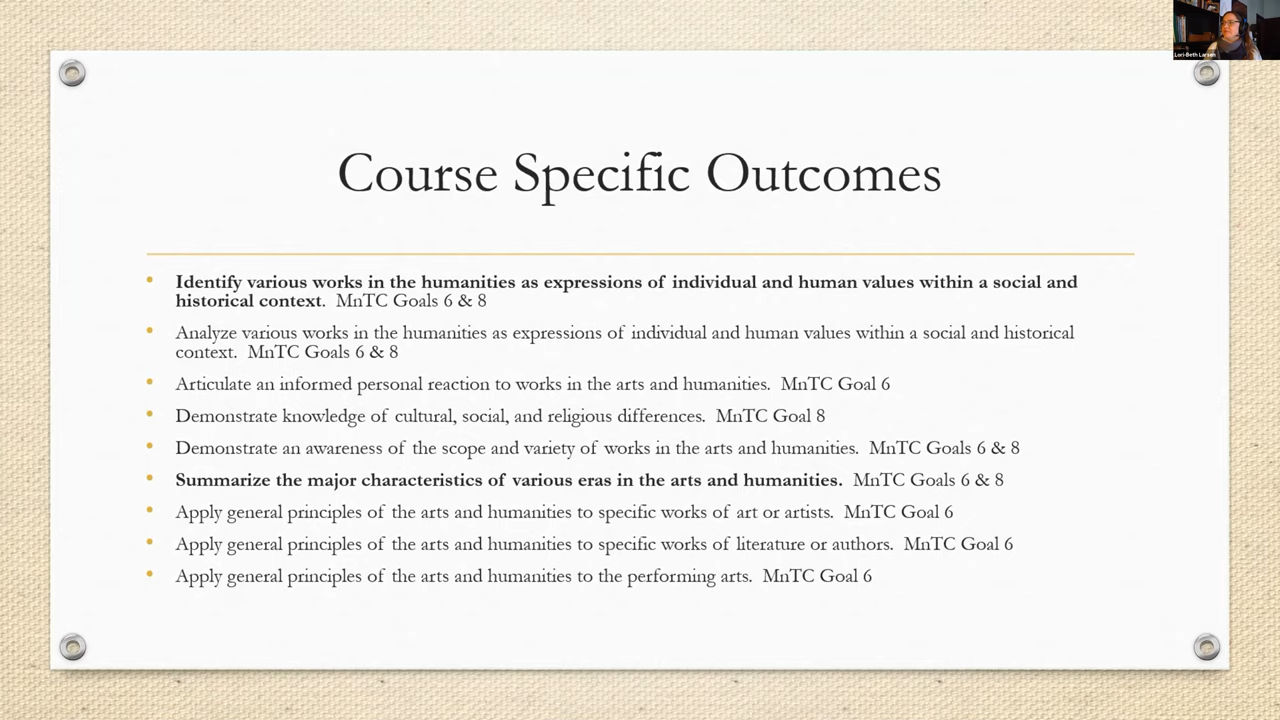 Lori-Beth Larsen
Course Specific Outcomes
Identify various works in the humanities as expressions of individual and human values within a social and
historical context. MnTC Goals 6 & 8
Analyze various works in the humanities as expressions of individual and human values within a social and historical
context. MnTC Goals 6 & 8
Articulate an informed personal reaction to works in the arts and humanities. MnTC Goal 6
Demonstrate knowledge of cultural, social, and religious differences. MnTC Goal 8
Demonstrate an awareness of the scope and variety of works in the arts and humanities. MnTC Goals 6 & 8
Summarize the major characteristics of various eras in the arts and humanities. MnTC Goals 6 & 8
Apply general principles of the arts and humanities to specific works of art or artists. MnTC Goal 6
Apply general principles of the arts and humanities to specific works of literature or authors. MnTC Goal 6
Apply general principles of the arts and humanities to the performing arts. MnTC Goal 6